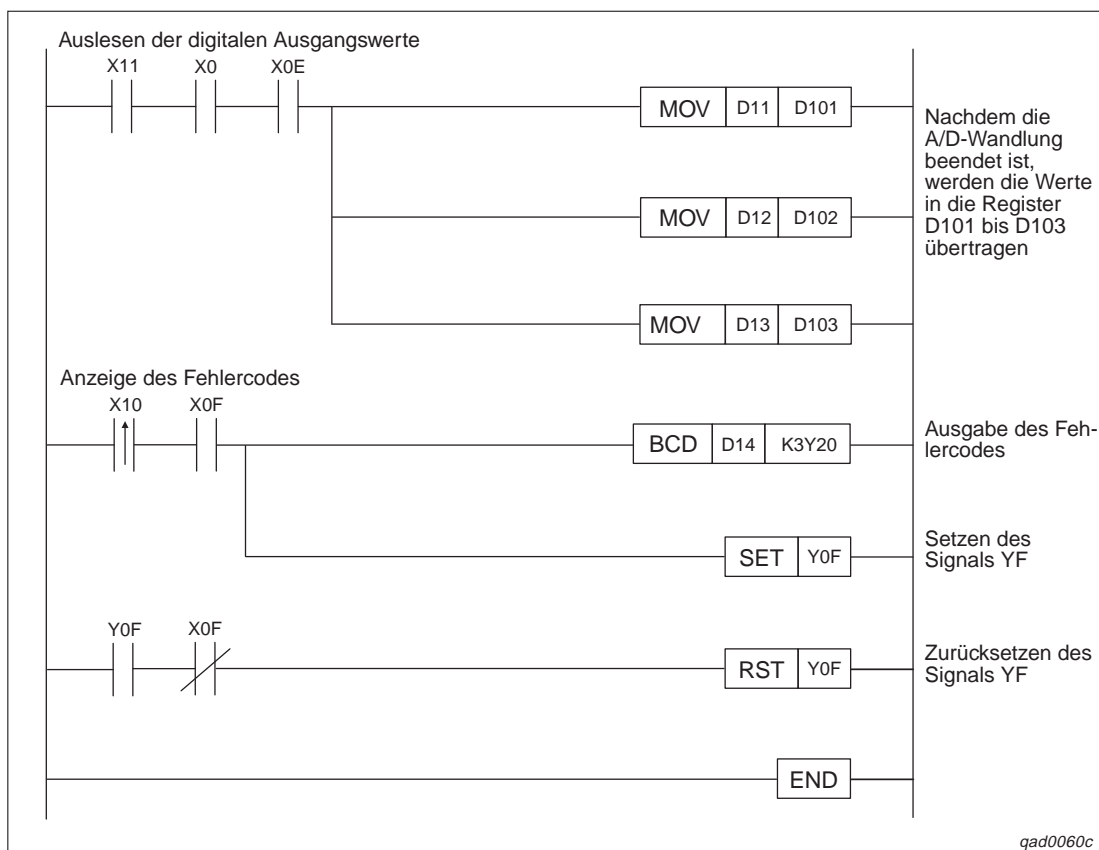 Auslesen der digitalen Ausgangswerte
X11 X0 X0E
MOV D11 D101
Nachdem die
A/D-Wandlung
beendet ist,
werden die Werte
in die Register
D101 bis D103
übertragen
MOV D12 D102
MOV D13 D103
Anzeige des Fehlercodes
X10 X0F
BCD D14 K3Y20
Ausgabe des Feh-
lercodes
SET Y0F
Setzen des
Signals YF
Y0F X0F
RST Y0F
Zurücksetzen des
Signals YF
END
qad0060c